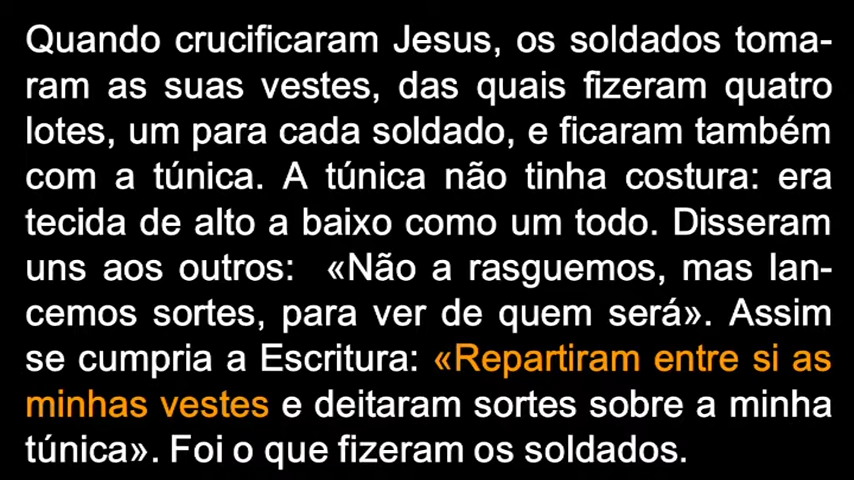 Quando crucificaram Jesus, os soldados toma-
ram as suas vestes, das quais fizeram quatro
lotes, um para cada soldado, e ficaram também
com a túnica. A túnica não tinha costura: era
tecida de alto a baixo como um todo. Disseram
uns aos outros: «Não a rasguemos, mas lan-
cemos sortes, para ver de quem será». Assim
se cumpria a Escritura: «Repartiram entre si as
minhas vestes e deitaram sortes sobre a minha
túnica». Foi o que fizeram os soldados.